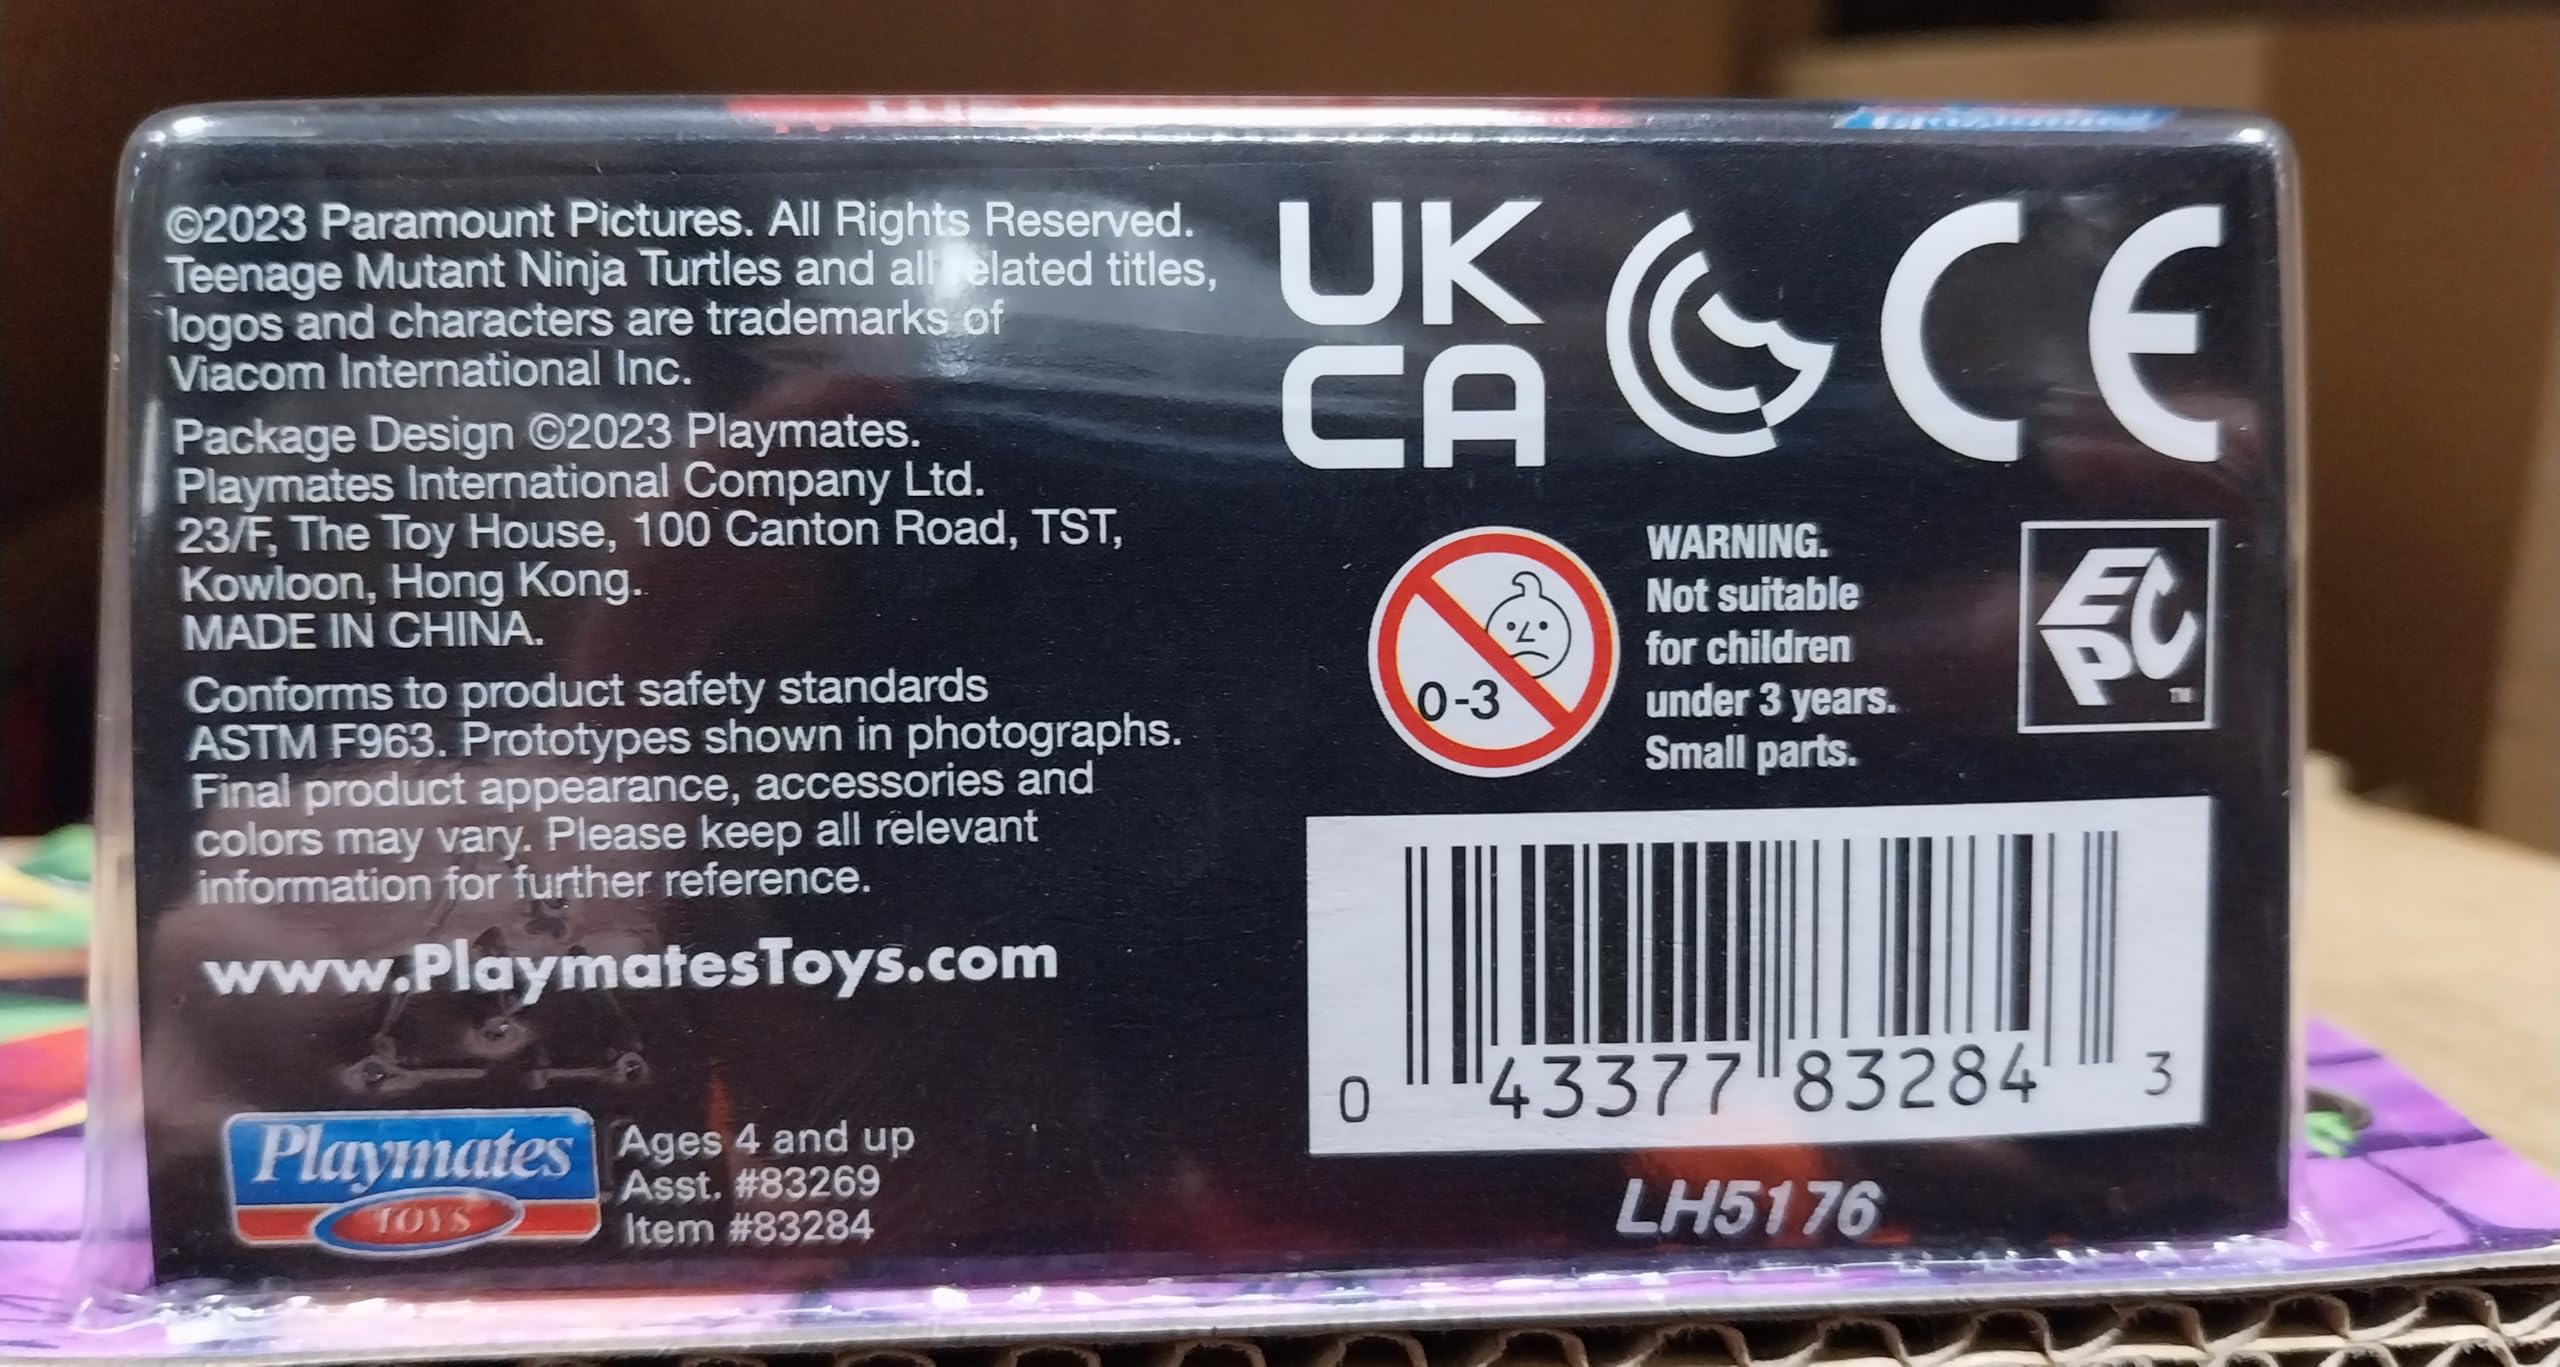 ©2023 Paramount Pictures. All Rights Reserved.
Teenage Mutant Ninja Turtles and all related titles,
logos and characters are trademarks of
Viacom International Inc.
Package Design ©2023 Playmates.
Playmates International Company Ltd.
23/F, The Toy House, 100 Canton Road, TST,
Kowloon, Hong Kong.
MADE IN CHINA.
Conforms to product safety standards
ASTM F963. Prototypes shown in photographs.
Final product appearance, accessories and
colors may vary. Please keep all relevant
information for further reference.
www.PlaymatesToys.com
Playmates
TOYS
Ages 4 and up
Asst. #83269
Item #83284
UK
CA
CE
0-3
WARNING.
Not suitable
for children
under 3 years.
Small parts.
EPC
TM
0 43377 83284 3
LH5176